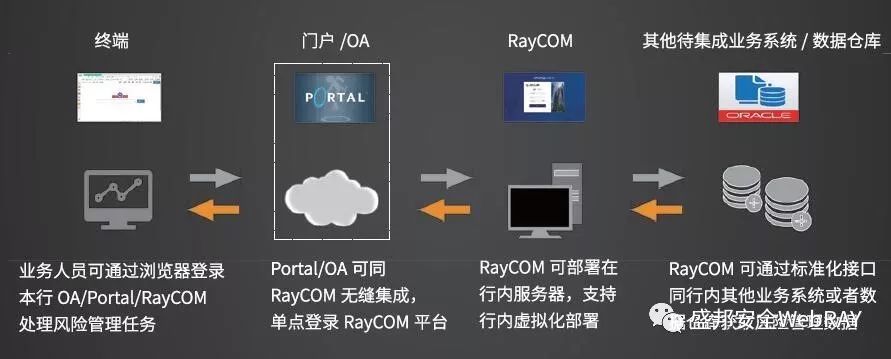 终端
门户 /OA
RayCOM
其他待集成业务系统 / 数据仓库
PORTAL
ORACLE
业务人员可通过浏览器登录
本行 OA/Portal/RayCOM
处理风险管理任务
Portal/OA 可同
RayCOM 无缝集成，
单点登录 RayCOM 平台
RayCOM 可部署在
行内服务器，支持
行内虚拟化部署
RayCOM 可通过标准化接口
同行内其他业务系统或者数
盛邦安全WebRAY